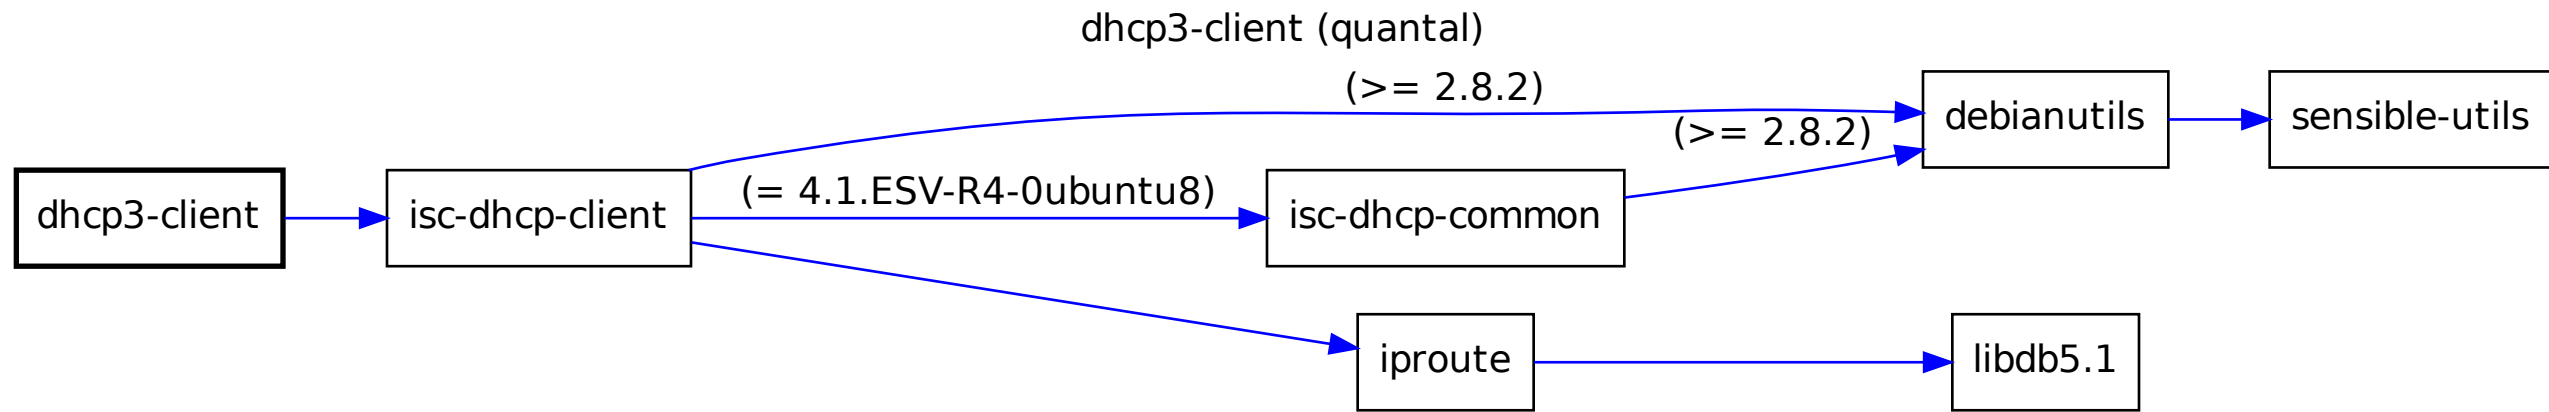 dhcp3-client (quantal)
(>= 2.8.2)
debianutils
sensible-utils
(>= 2.8.2)
dhcp3-client
isc-dhcp-client
(= 4.1.ESV-R4-0ubuntu8)
isc-dhcp-common
iproute
libdb5.1